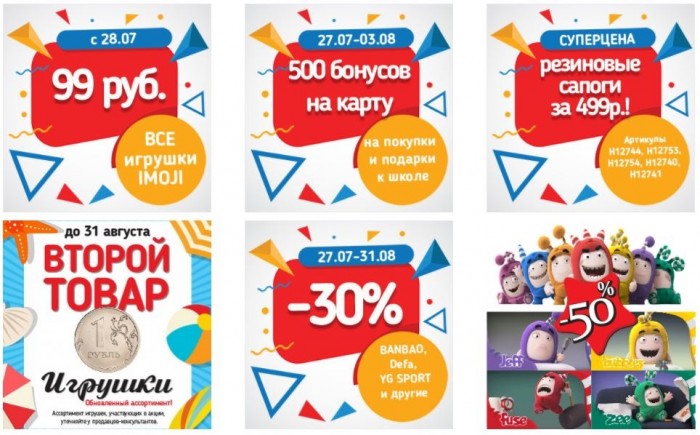 с 28.07
99 руб.
ВСЕ
игрушки
IMOJI
27.07-03.08
500 бонусов
на карту
на покупки
и подарки
к школе
СУПЕРЦЕНА
резиновые
сапоги
за 499р.!
Артикулы
H12744, H12753,
H12754, H12740,
H12741
до 31 августа
ВТОРОЙ
ТОВАР
1
РУБЛЬ
Игрушки
Обновленный ассортимент!
Ассортимент игрушек, участвующих в акции,
уточняйте у продавцов-консультантов.
27.07-31.08
-30%
BANBAO,
Defa,
YG SPORT
и другие
-50%
Jeff
Bubbles
Fuse
Zee